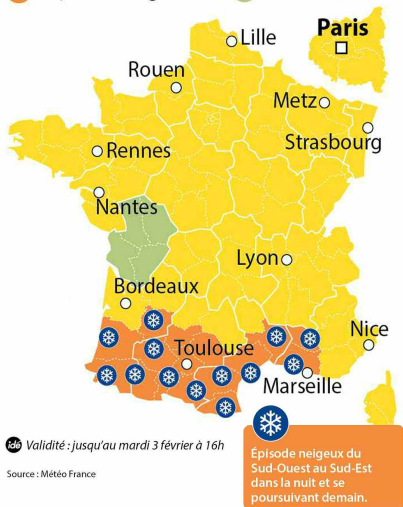 Paris
Lille
Rouen
Metz
Strasbourg
Rennes
Nantes
Lyon
Bordeaux
Nice
Toulouse
Marseille
idé Validité : jusqu'au mardi 3 février à 16h
Source : Météo France
Épisode neigeux du
Sud-Ouest au Sud-Est
dans la nuit et se
poursuivant demain.